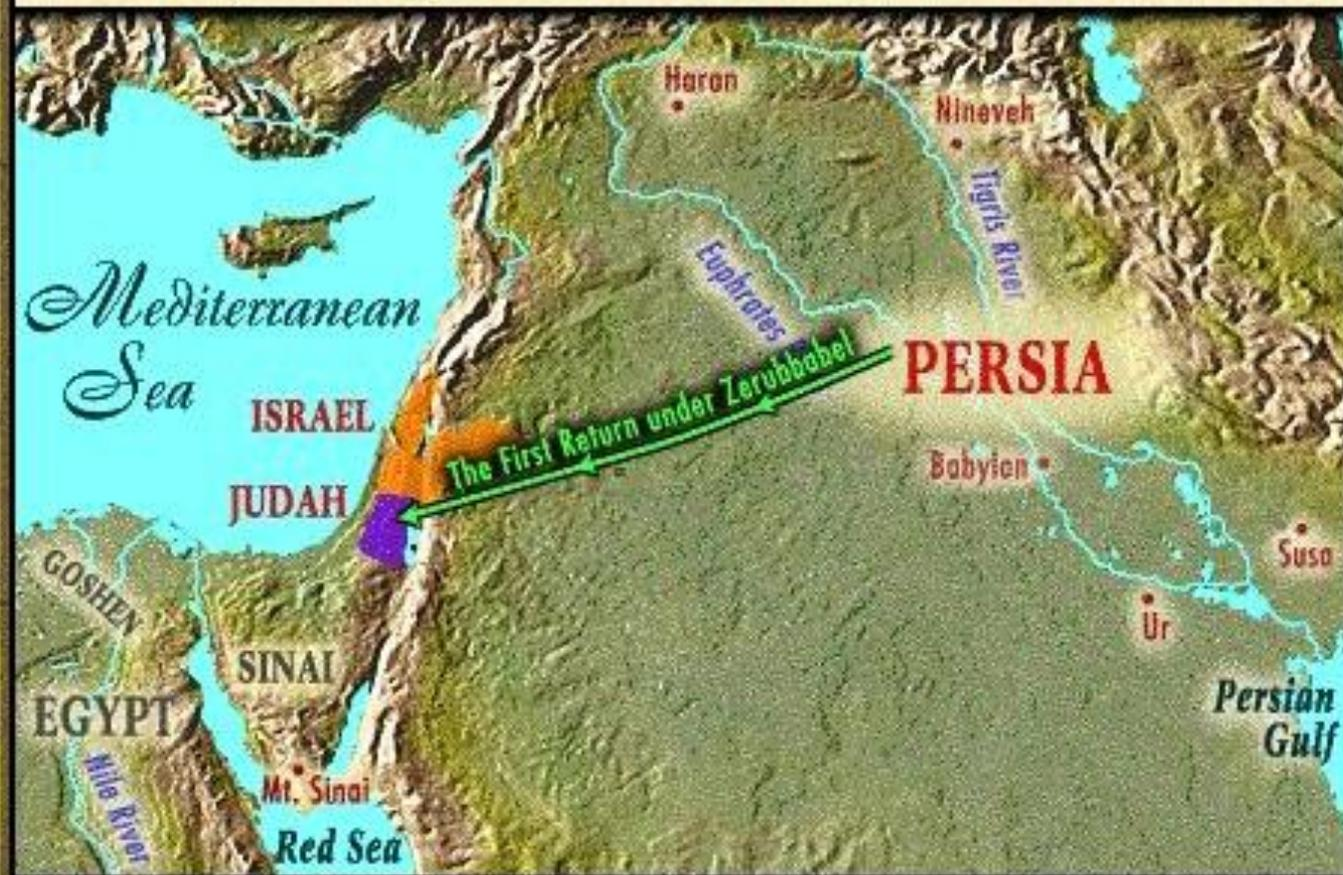 Haran
Nineveh
Tigris River
Euphrates
Mediterranean
Sea
PERSIA
The First Return under Zerubbabel
ISRAEL
JUDAH
Babylon
Susa
Ur
GOSHEN
SINAI
EGYPT
Persian
Gulf
Nile River
Mt. Sinai
Red Sea